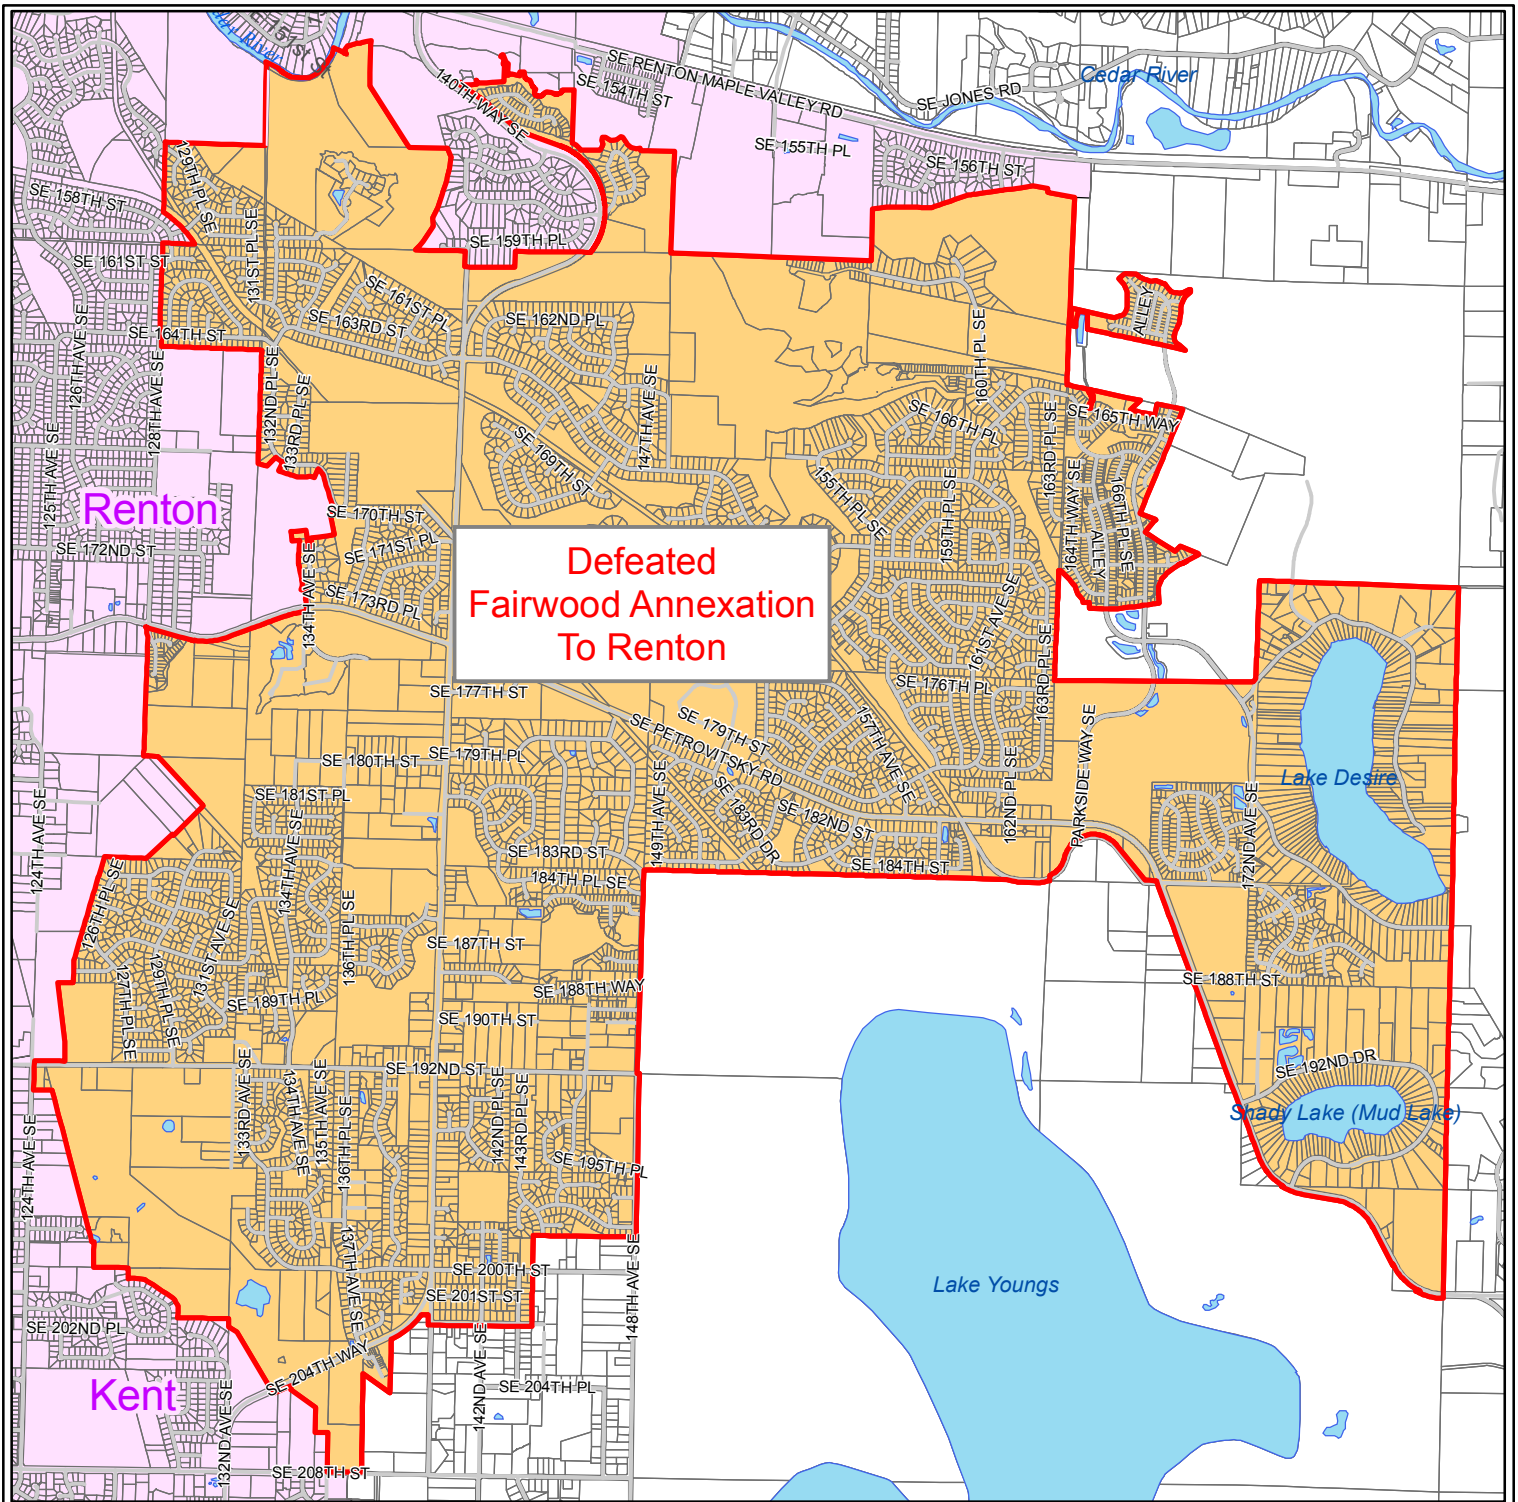 SE 151st St
Cedar River
SE RENTON MAPLE VALLEY RD
Cedar River
140TH WAY SE
SE 154TH ST
SE JONES RD
SE 155TH PL
SE 156TH ST
129TH PL SE
SE 158TH ST
131ST PL SE
SE 159TH PL
SE 161ST ST
SE 161ST PL
ALLEY
126TH AVE SE
SE 164TH ST
SE 163RD ST
SE 162ND PL
160TH PL SE
128TH AVE SE
132ND PL SE
133RD PL SE
147TH AVE SE
SE 166TH PL
163RD PL SE
SE 165TH WAY
125TH AVE SE
SE 169TH ST
155TH PL SE
159TH PL SE
164TH WAY SE
166TH PL SE
Renton
SE 170TH ST
SE 172ND ST
SE 171ST PL
ALLEY
134TH AVE SE
SE 173RD PL
Defeated
Fairwood Annexation
To Renton
161ST AVE SE
163RD PL SE
SE 176TH PL
SE 177TH ST
SE PETROVITSKY RD
SE 179TH ST
157TH AVE SE
PARKSIDE WAY SE
SE 180TH ST
SE 179TH PL
Lake Desire
124TH AVE SE
SE 181ST PL
149TH AVE SE
SE 183RD DR
SE 182ND ST
162ND PL SE
172ND AVE SE
134TH AVE SE
SE 183RD ST
SE 184TH ST
184TH PL SE
126TH PL SE
131ST AVE SE
136TH PL SE
SE 187TH ST
127TH PL SE
129TH PL SE
SE 188TH WAY
SE 188TH ST
SE 189TH PL
SE 190TH ST
133RD AVE SE
SE 192ND ST
SE 192ND DR
134TH AVE SE
135TH AVE SE
136TH PL SE
142ND PL SE
143RD PL SE
Shady Lake (Mud Lake)
124TH AVE SE
SE 195TH PL
137TH AVE SE
SE 200TH ST
148TH AVE SE
Lake Youngs
SE 201ST ST
SE 202ND PL
142ND AVE SE
SE 204TH WAY
Kent
132ND AVE SE
SE 204TH PL
SE 208TH ST